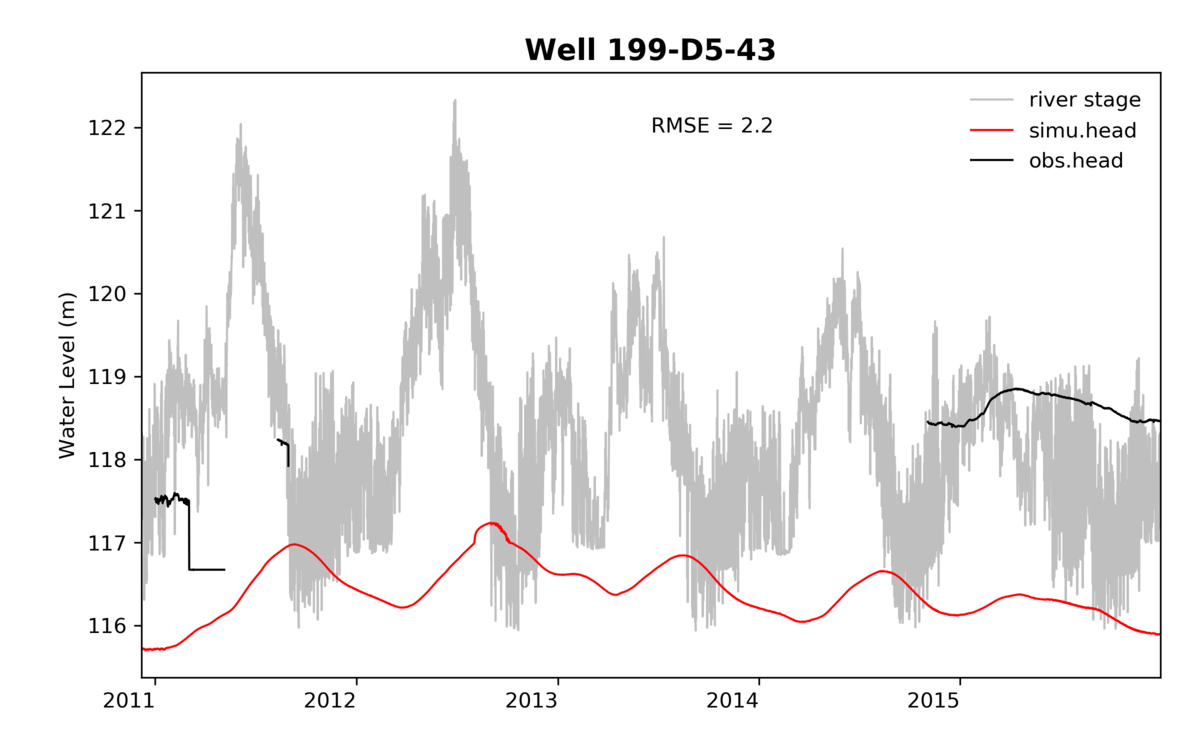 Well 199-D5-43
RMSE = 2.2
river stage
simu.head
obs.head
Water Level (m)
122
121
120
119
118
117
116
2011 2012 2013 2014 2015